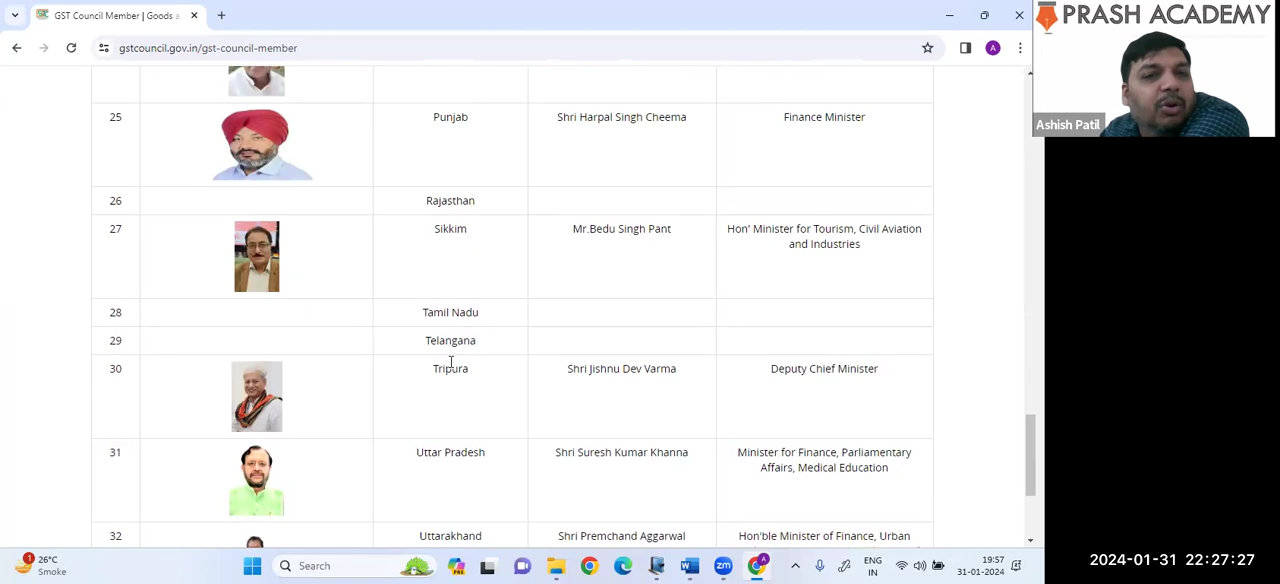 GST Council Member | Goods a
gstcouncil.gov.in/gst-council-member
A
PRASH ACADEMY
Ashish Patil
25 Punjab Shri Harpal Singh Cheema Finance Minister
26 Rajasthan
27 Sikkim Mr.Bedu Singh Pant Hon' Minister for Tourism, Civil Aviation
and Industries
28 Tamil Nadu
29 Telangana
30 Tripura Shri Jishnu Dev Varma Deputy Chief Minister
31 Uttar Pradesh Shri Suresh Kumar Khanna Minister for Finance, Parliamentary
Affairs, Medical Education
32 Uttarakhand Shri Premchand Aggarwal Hon'ble Minister of Finance, Urban
1
26°C
Smoke
Search
PRE
zm
A
ENG
IN
19:57
31-01-2024
2024-01-31 22:27:27